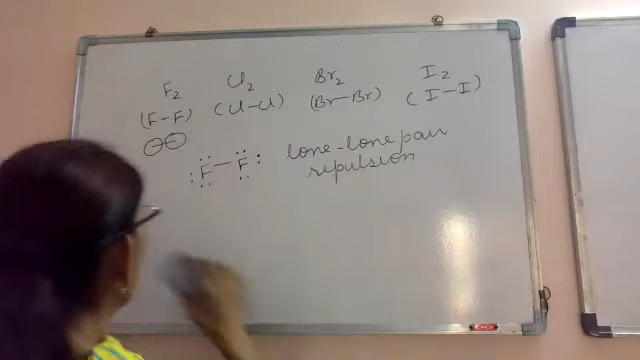 F₂ Cl₂ Br₂ I₂
(F-F) (Cl-Cl) (Br-Br) (I-I)
:F̤̈-F̤̈: lone-lone pair
repulsion